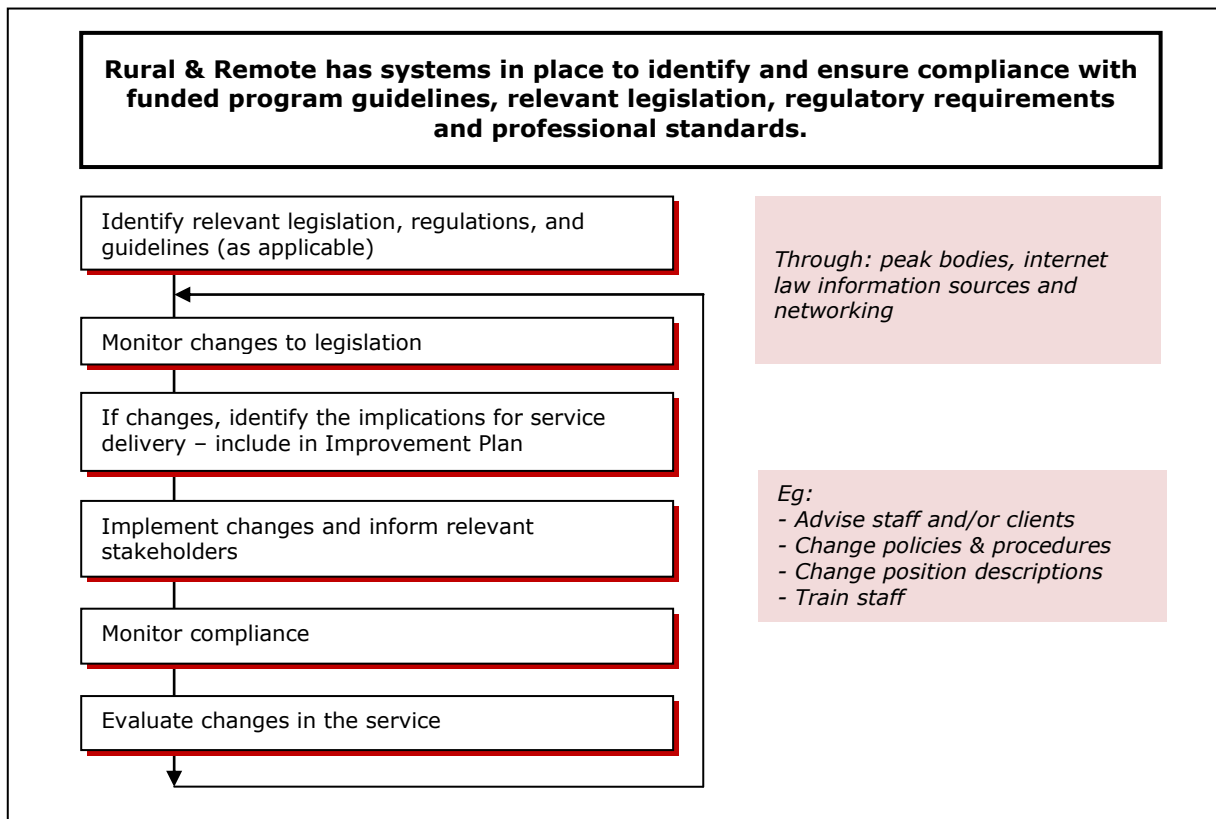 Rural & Remote has systems in place to identify and ensure compliance with
funded program guidelines, relevant legislation, regulatory requirements
and professional standards.
Identify relevant legislation, regulations, and
guidelines (as applicable)
Through: peak bodies, internet
law information sources and
networking
Monitor changes to legislation
If changes, identify the implications for service
delivery – include in Improvement Plan
Implement changes and inform relevant
stakeholders
Eg:
- Advise staff and/or clients
- Change policies & procedures
- Change position descriptions
- Train staff
Monitor compliance
Evaluate changes in the service